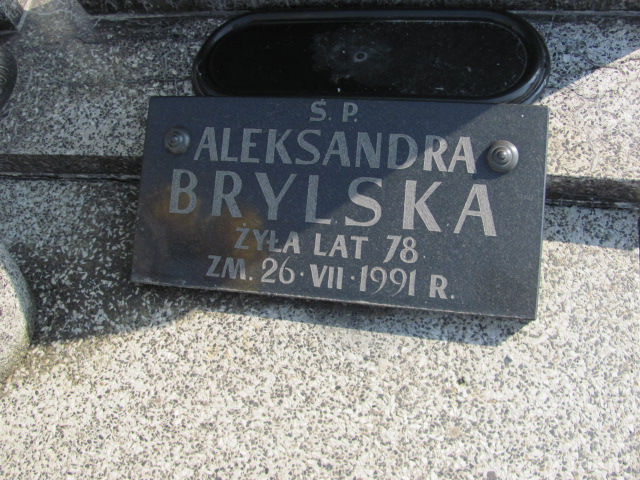 Ś. P.
ALEKSANDRA
BRYLSKA
ŻYŁA LAT 78
ZM. 26·VII·1991 R.